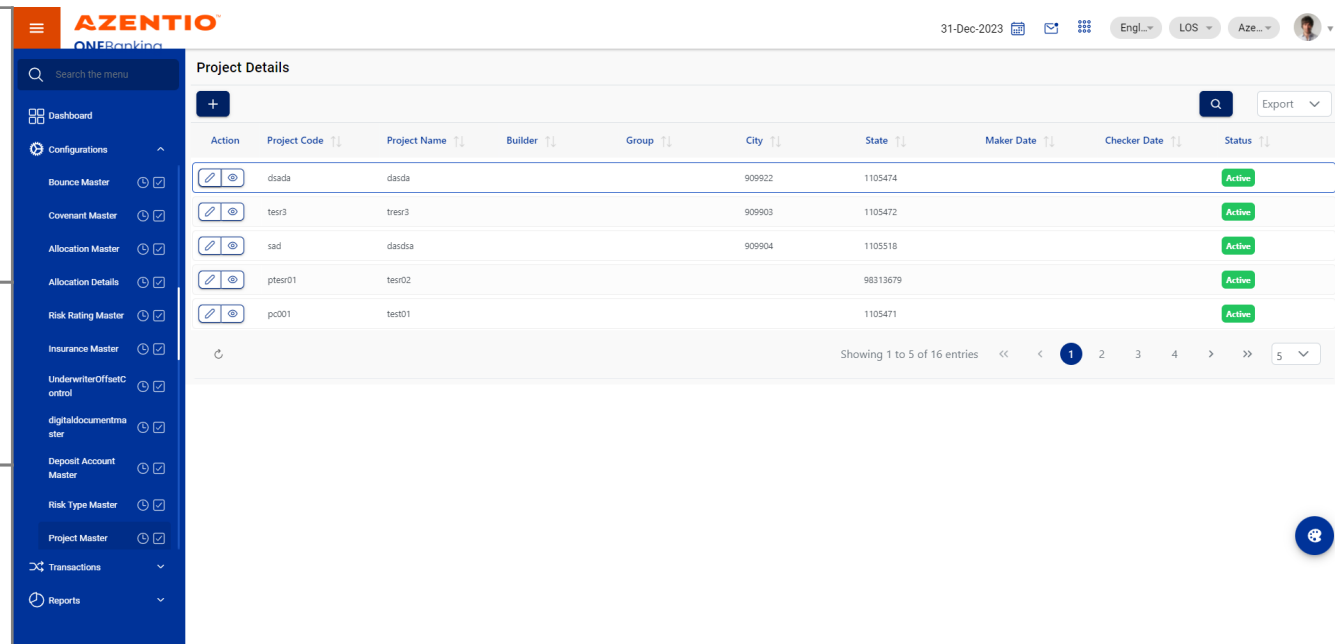 AZENTIO
ONEBanking
31-Dec-2023
Engl...
LOS
Aze...
Search the menu
Dashboard
Configurations
Bounce Master
Covenant Master
Allocation Master
Allocation Details
Risk Rating Master
Insurance Master
UnderwriterOffsetC
ontrol
digitaldocumentma
ster
Deposit Account
Master
Risk Type Master
Project Master
Transactions
Reports
Project Details
+
Export
Action Project Code Project Name Builder Group City State Maker Date Checker Date Status
dsada dasda 909922 1105474 Active
tesr3 tresr3 909903 1105472 Active
sad dasdsa 909904 1105518 Active
ptesr01 tesr02 98313679 Active
pc001 test01 1105471 Active
Showing 1 to 5 of 16 entries << < 1 2 3 4 > >> 5